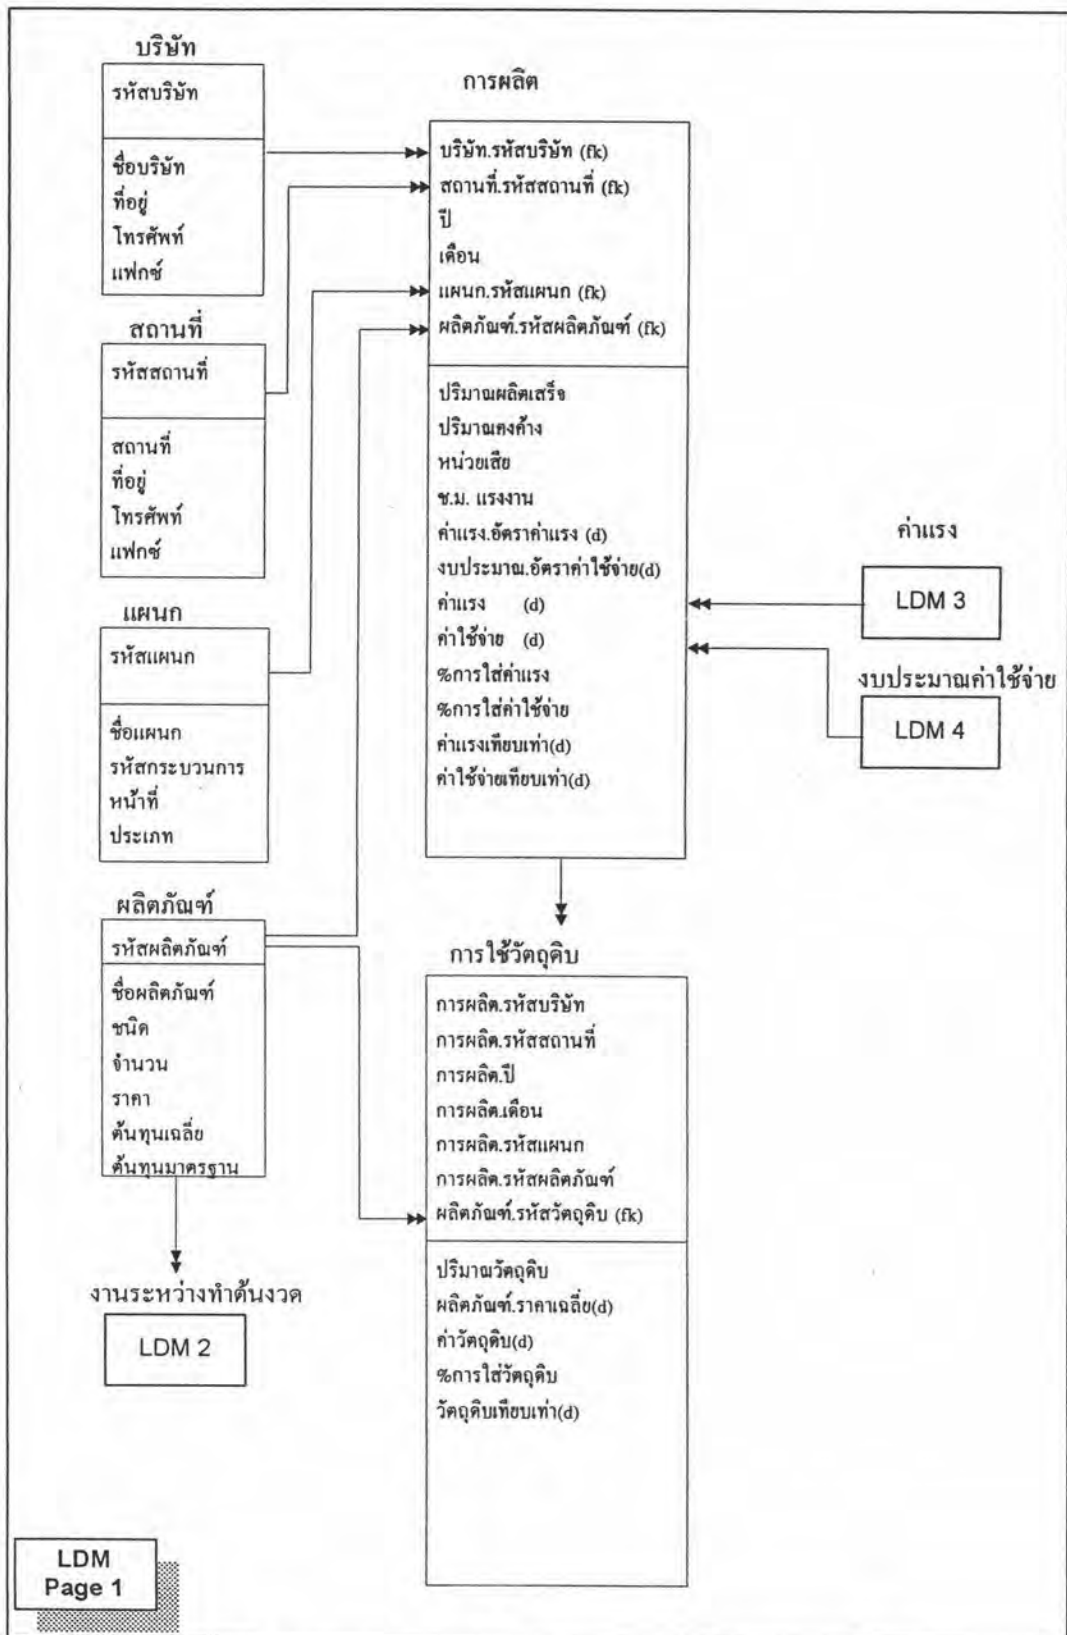 บริษัท
รหัสบริษัท
ชื่อบริษัท
ที่อยู่
โทรศัพท์
แฟกซ์
สถานที่
รหัสสถานที่
สถานที่
ที่อยู่
โทรศัพท์
แฟกซ์
แผนก
รหัสแผนก
ชื่อแผนก
รหัสกระบวนการ
หน้าที่
ประเภท
ผลิตภัณฑ์
รหัสผลิตภัณฑ์
ชื่อผลิตภัณฑ์
ชนิด
จำนวน
ราคา
ต้นทุนเฉลี่ย
ต้นทุนมาตรฐาน
งานระหว่างทำต้นงวด
LDM 2
การผลิต
บริษัท.รหัสบริษัท (fk)
สถานที่.รหัสสถานที่ (fk)
ปี
เดือน
แผนก.รหัสแผนก (fk)
ผลิตภัณฑ์.รหัสผลิตภัณฑ์ (fk)
ปริมาณผลิตเสร็จ
ปริมาณคงค้าง
หน่วยเสีย
ช.ม. แรงงาน
ค่าแรง.อัตราค่าแรง (d)
งบประมาณ.อัตราค่าใช้จ่าย(d)
ค่าแรง (d)
ค่าใช้จ่าย (d)
%การใส่ค่าแรง
%การใส่ค่าใช้จ่าย
ค่าแรงเทียบเท่า(d)
ค่าใช้จ่ายเทียบเท่า(d)
การใช้วัตถุดิบ
การผลิต.รหัสบริษัท
การผลิต.รหัสสถานที่
การผลิต.ปี
การผลิต.เดือน
การผลิต.รหัสแผนก
การผลิต.รหัสผลิตภัณฑ์
ผลิตภัณฑ์.รหัสวัตถุดิบ (fk)
ปริมาณวัตถุดิบ
ผลิตภัณฑ์.ราคาเฉลี่ย(d)
ค่าวัตถุดิบ(d)
%การใส่วัตถุดิบ
วัตถุดิบเทียบเท่า(d)
ค่าแรง
LDM 3
งบประมาณค่าใช้จ่าย
LDM 4
LDM
Page 1